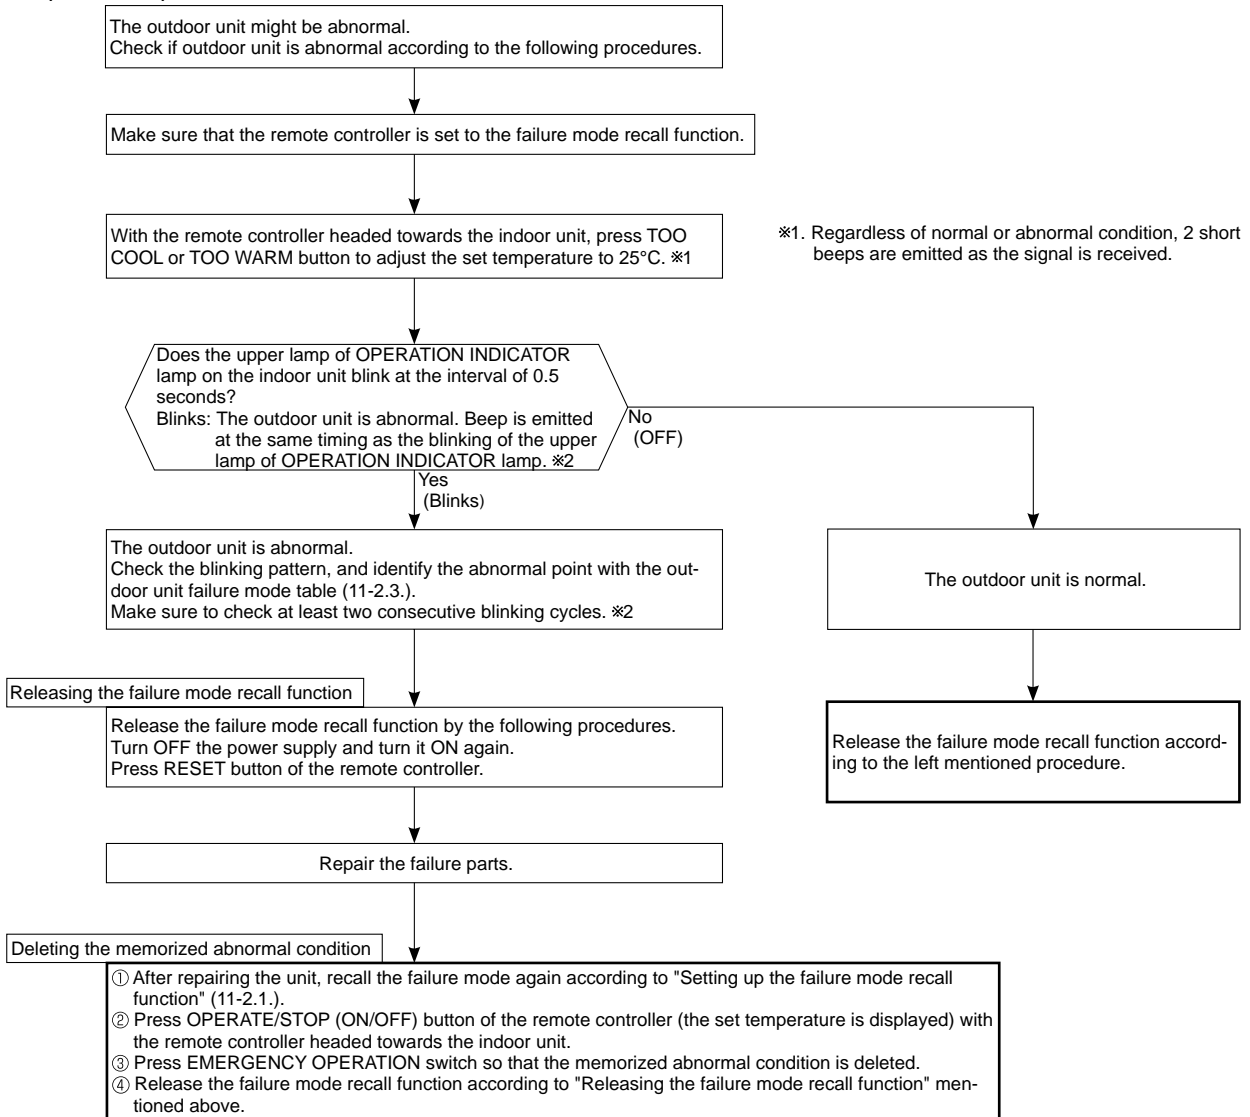 The outdoor unit might be abnormal.
Check if outdoor unit is abnormal according to the following procedures.
Make sure that the remote controller is set to the failure mode recall function.
With the remote controller headed towards the indoor unit, press TOO
COOL or TOO WARM button to adjust the set temperature to 25°C. ※1
※1. Regardless of normal or abnormal condition, 2 short
beeps are emitted as the signal is received.
Does the upper lamp of OPERATION INDICATOR
lamp on the indoor unit blink at the interval of 0.5
seconds?
Blinks: The outdoor unit is abnormal. Beep is emitted
at the same timing as the blinking of the upper
lamp of OPERATION INDICATOR lamp. ※2
No
(OFF)
Yes
(Blinks)
The outdoor unit is abnormal.
Check the blinking pattern, and identify the abnormal point with the out-
door unit failure mode table (11-2.3.).
Make sure to check at least two consecutive blinking cycles. ※2
The outdoor unit is normal.
Releasing the failure mode recall function
Release the failure mode recall function by the following procedures.
Turn OFF the power supply and turn it ON again.
Press RESET button of the remote controller.
Release the failure mode recall function accord-
ing to the left mentioned procedure.
Repair the failure parts.
Deleting the memorized abnormal condition
① After repairing the unit, recall the failure mode again according to "Setting up the failure mode recall
function" (11-2.1.).
② Press OPERATE/STOP (ON/OFF) button of the remote controller (the set temperature is displayed) with
the remote controller headed towards the indoor unit.
③ Press EMERGENCY OPERATION switch so that the memorized abnormal condition is deleted.
④ Release the failure mode recall function according to "Releasing the failure mode recall function" men-
tioned above.